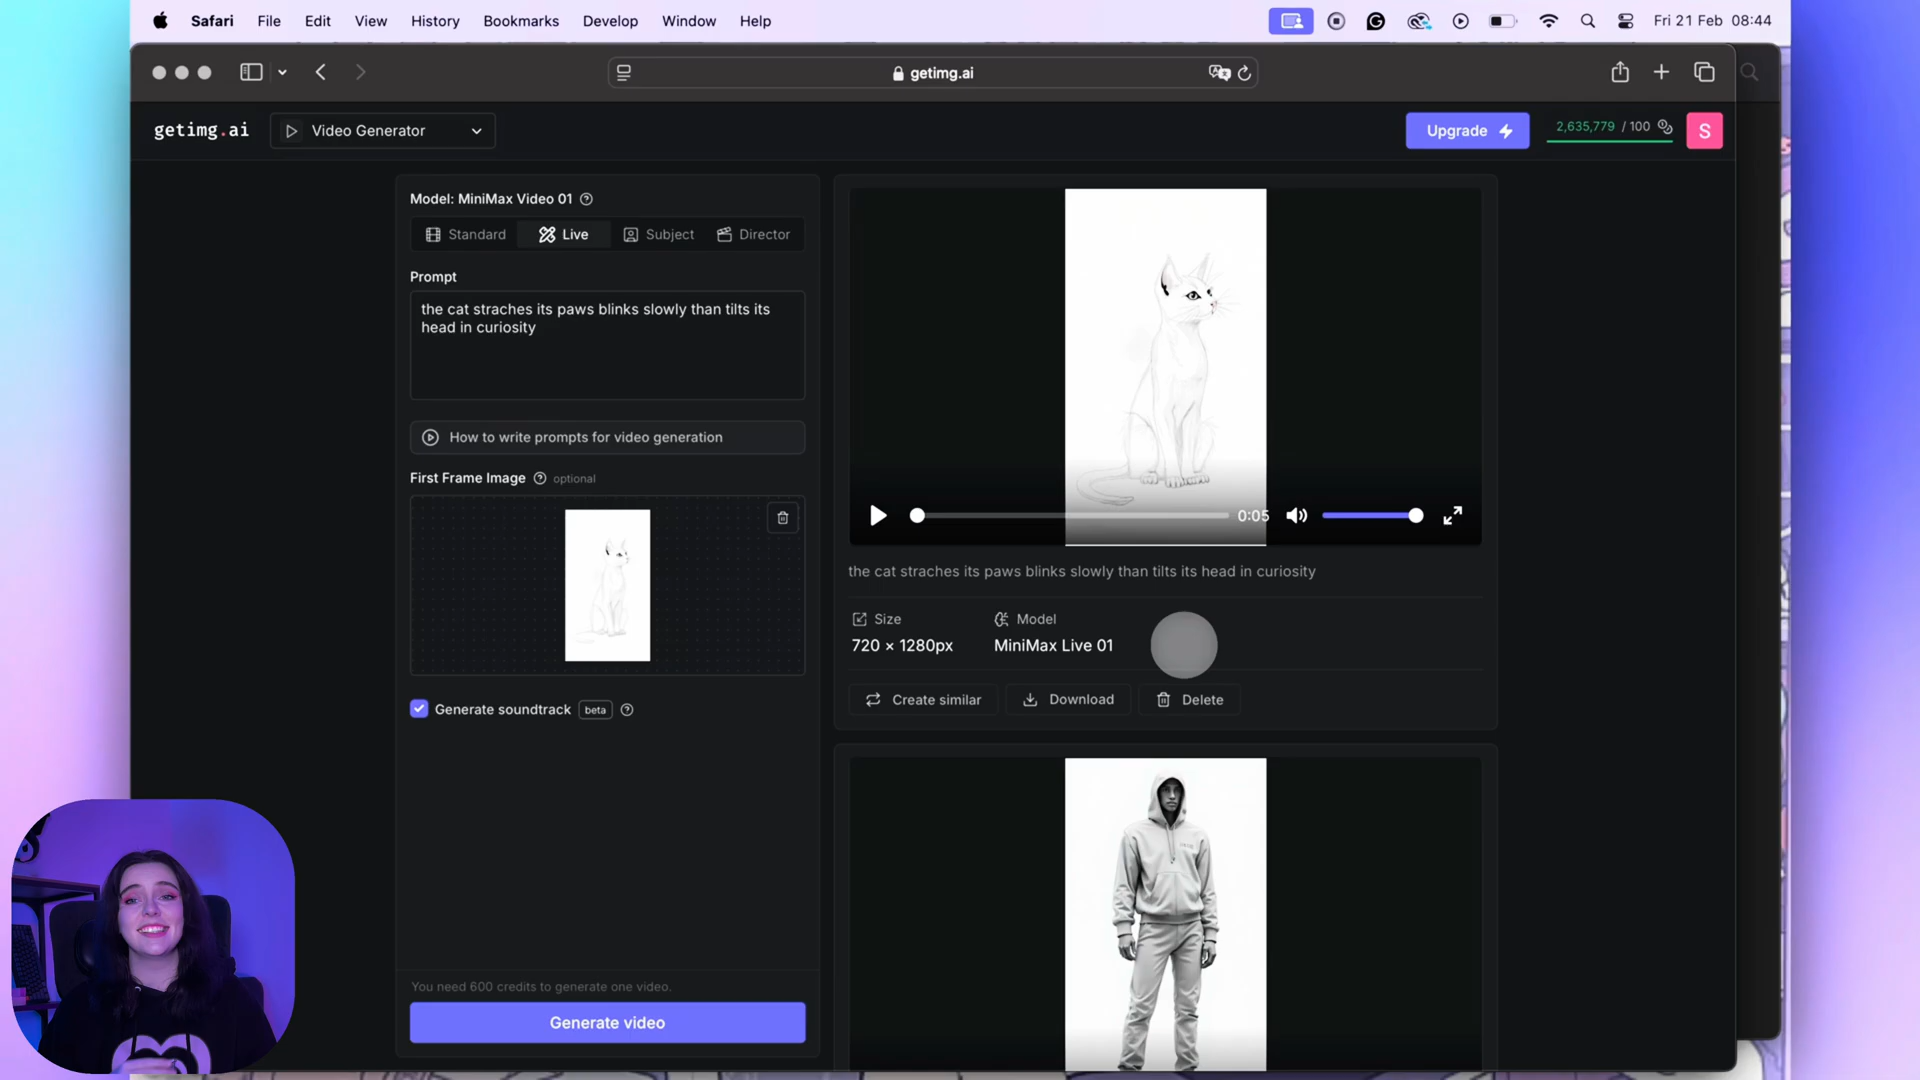 Safari File Edit View History Bookmarks Develop Window Help Fri 21 Feb 08:44
getimg.ai
getimg.ai Video Generator Upgrade 2,635,779 / 100 S
Model: MiniMax Video 01
Standard Live Subject Director
Prompt
the cat straches its paws blinks slowly than tilts its
head in curiosity
How to write prompts for video generation
First Frame Image optional
Generate soundtrack beta
You need 600 credits to generate one video.
Generate video
0:05
the cat straches its paws blinks slowly than tilts its head in curiosity
Size Model
720 × 1280px MiniMax Live 01
Create similar Download Delete